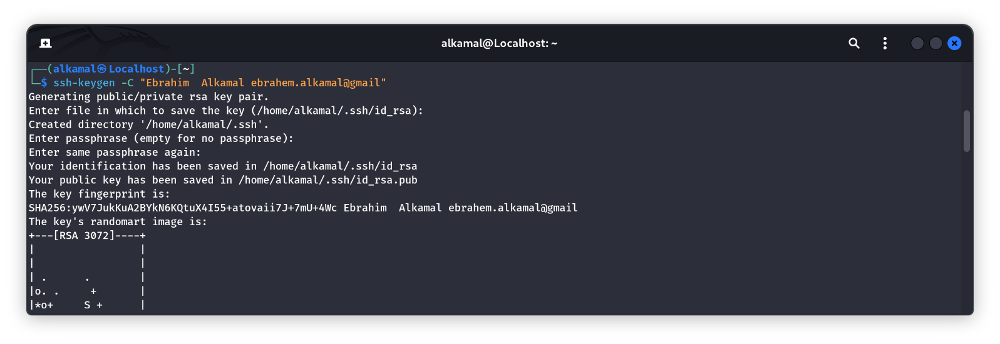 alkamal@Localhost: ~
┌──(alkamal㉿Localhost)-[~]
└─$ ssh-keygen -C "Ebrahim  Alkamal ebrahem.alkamal@gmail"
Generating public/private rsa key pair.
Enter file in which to save the key (/home/alkamal/.ssh/id_rsa):
Created directory '/home/alkamal/.ssh'.
Enter passphrase (empty for no passphrase):
Enter same passphrase again:
Your identification has been saved in /home/alkamal/.ssh/id_rsa
Your public key has been saved in /home/alkamal/.ssh/id_rsa.pub
The key fingerprint is:
SHA256:ywV7JukKuA2BYkN6KQtuX4I55+atovaii7J+7mU+4Wc Ebrahim  Alkamal ebrahem.alkamal@gmail
The key's randomart image is:
+---[RSA 3072]----+
|                 |
|                 |
| .      .        |
|o. .     +       |
|*o+     S +      |